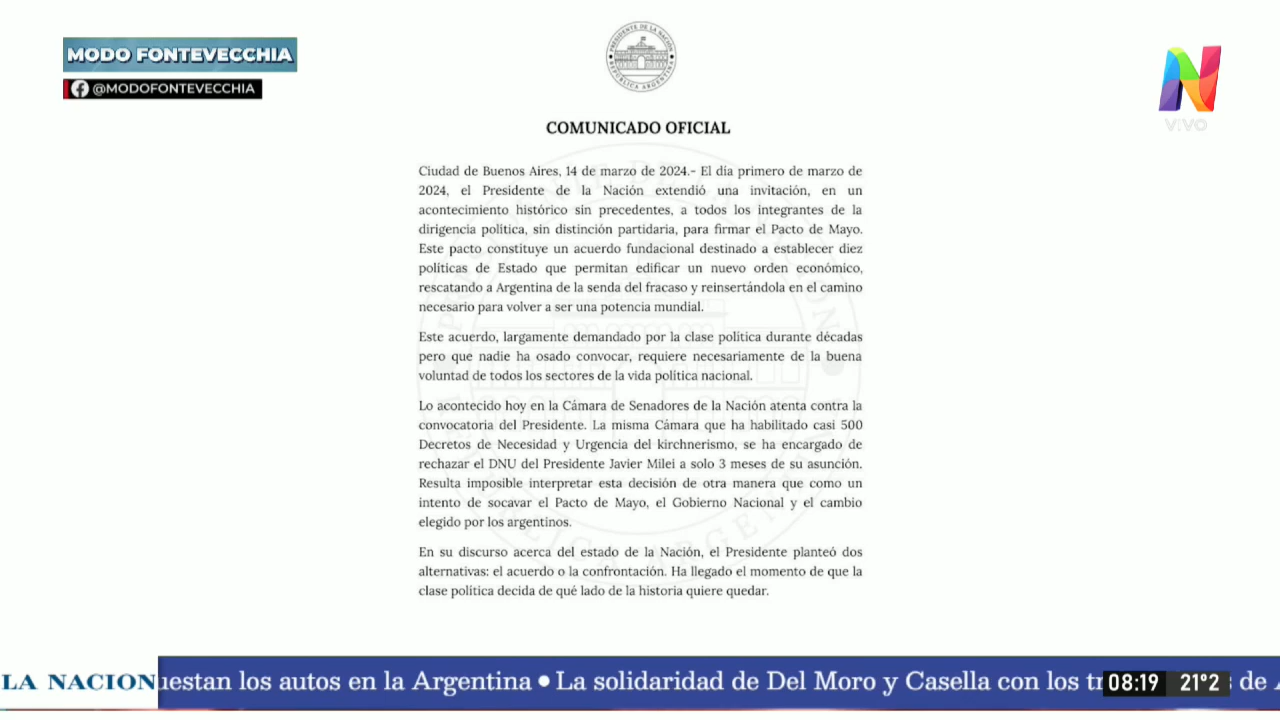 MODO FONTEVECCHIA
@MODOFONTEVECCHIA
PRESIDENTE DE LA NACIÓN
REPÚBLICA ARGENTINA
VIVO
COMUNICADO OFICIAL
Ciudad de Buenos Aires, 14 de marzo de 2024.- El día primero de marzo de
2024, el Presidente de la Nación extendió una invitación, en un
acontecimiento histórico sin precedentes, a todos los integrantes de la
dirigencia política, sin distinción partidaria, para firmar el Pacto de Mayo.
Este pacto constituye un acuerdo fundacional destinado a establecer diez
políticas de Estado que permitan edificar un nuevo orden económico,
rescatando a Argentina de la senda del fracaso y reinsertándola en el camino
necesario para volver a ser una potencia mundial.
Este acuerdo, largamente demandado por la clase política durante décadas
pero que nadie ha osado convocar, requiere necesariamente de la buena
voluntad de todos los sectores de la vida política nacional.
Lo acontecido hoy en la Cámara de Senadores de la Nación atenta contra la
convocatoria del Presidente. La misma Cámara que ha habilitado casi 500
Decretos de Necesidad y Urgencia del kirchnerismo, se ha encargado de
rechazar el DNU del Presidente Javier Milei a solo 3 meses de su asunción.
Resulta imposible interpretar esta decisión de otra manera que como un
intento de socavar el Pacto de Mayo, el Gobierno Nacional y el cambio
elegido por los argentinos.
En su discurso acerca del estado de la Nación, el Presidente planteó dos
alternativas: el acuerdo o la confrontación. Ha llegado el momento de que la
clase política decida de qué lado de la historia quiere quedar.
LA NACION uestan los autos en la Argentina • La solidaridad de Del Moro y Casella con los tr 08:19 21°2 de